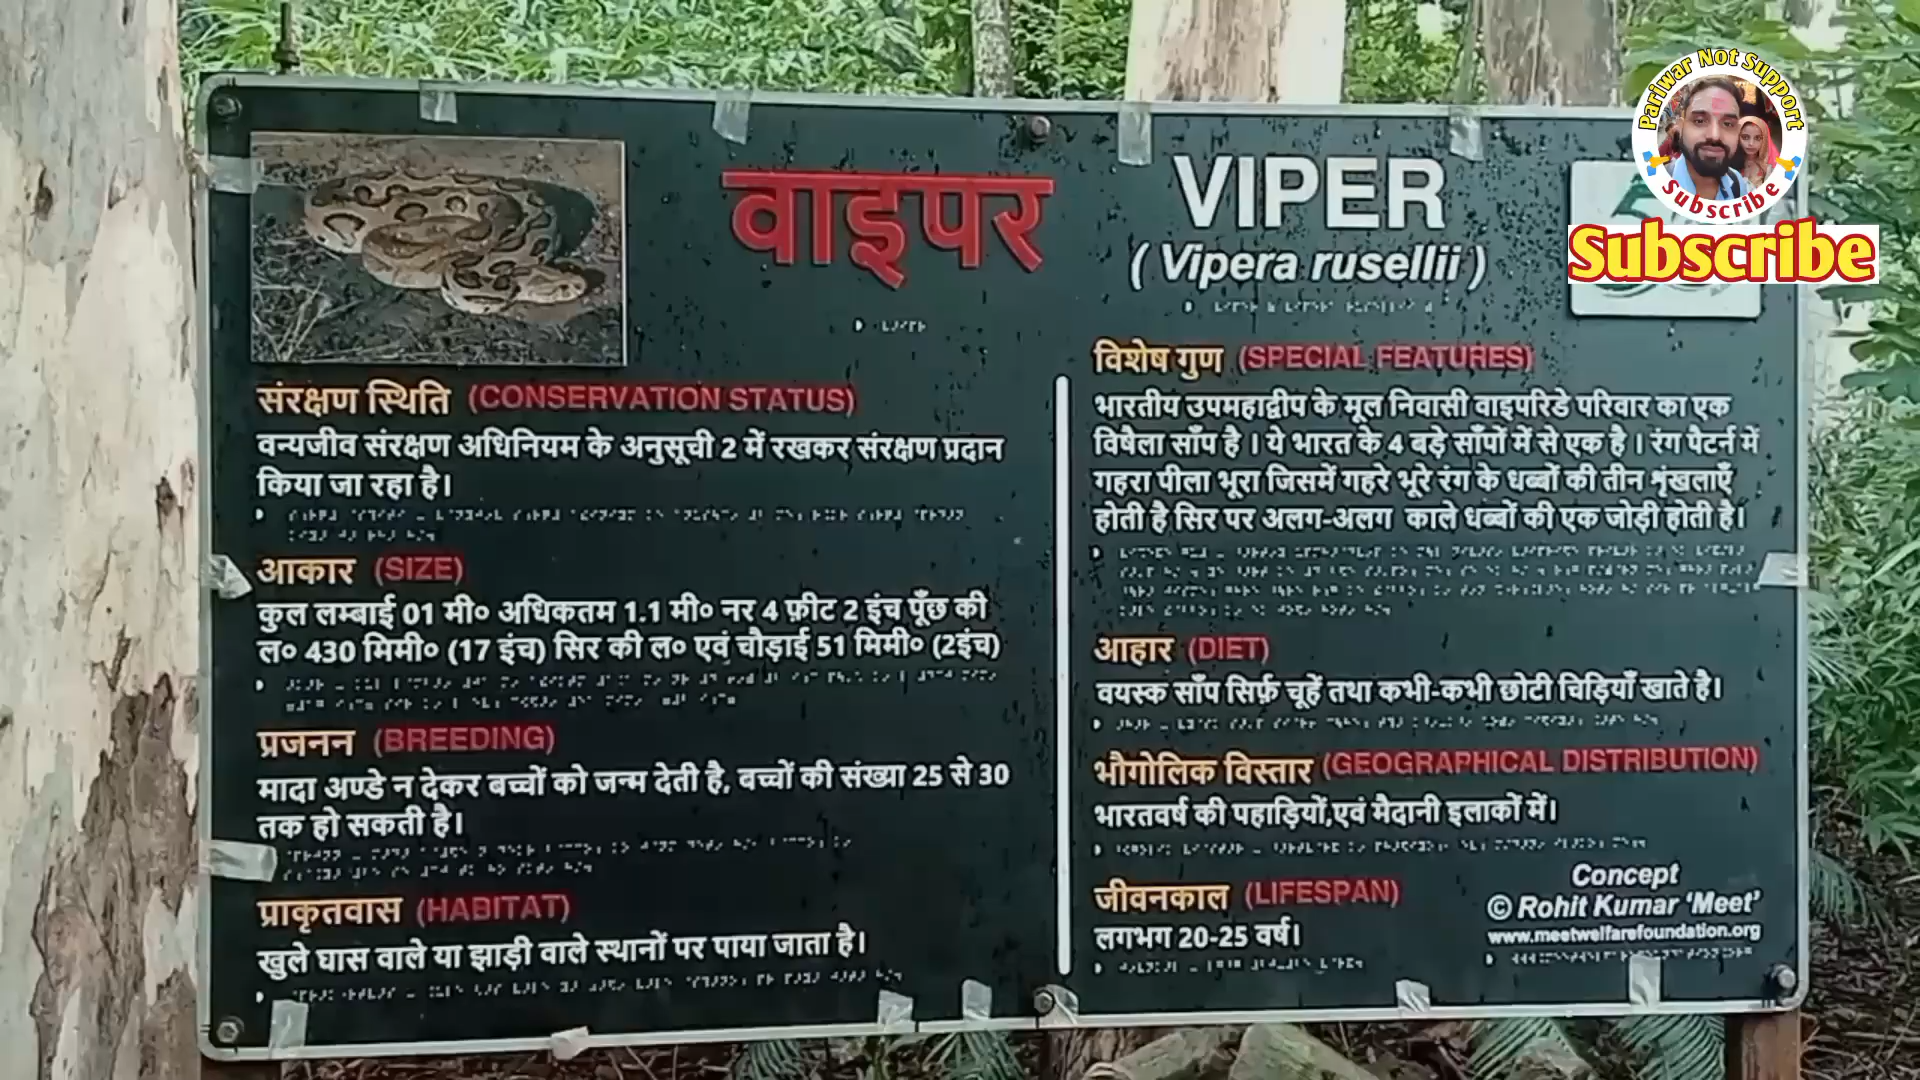 वाइपर
VIPER
( Vipera rusellii )
संरक्षण स्थिति (CONSERVATION STATUS)
वन्यजीव संरक्षण अधिनियम के अनुसूची 2 में रखकर संरक्षण प्रदान
किया जा रहा है।
आकार (SIZE)
कुल लम्बाई 01 मी० अधिकतम 1.1 मी० नर 4 फ़ीट 2 इंच पूँछ की
ल० 430 मिमी० (17 इंच) सिर की ल० एवं चौड़ाई 51 मिमी० (2इंच)
प्रजनन (BREEDING)
मादा अण्डे न देकर बच्चों को जन्म देती है, बच्चों की संख्या 25 से 30
तक हो सकती है।
प्राकृतवास (HABITAT)
खुले घास वाले या झाड़ी वाले स्थानों पर पाया जाता है।
विशेष गुण (SPECIAL FEATURES)
भारतीय उपमहाद्वीप के मूल निवासी वाइपरिडे परिवार का एक
विषैला साँप है । ये भारत के 4 बड़े साँपों में से एक है । रंग पैटर्न में
गहरा पीला भूरा जिसमें गहरे भूरे रंग के धब्बों की तीन शृंखलाएँ
होती है सिर पर अलग-अलग काले धब्बों की एक जोड़ी होती है।
आहार (DIET)
वयस्क साँप सिर्फ़ चूहें तथा कभी-कभी छोटी चिड़ियाँ खाते है।
भौगोलिक विस्तार (GEOGRAPHICAL DISTRIBUTION)
भारतवर्ष की पहाड़ियों,एवं मैदानी इलाकों में।
जीवनकाल (LIFESPAN)
लगभग 20-25 वर्ष।
Concept
© Rohit Kumar ‘Meet’
www.meetwelfarefoundation.org
Pariwar Not Support
Subscribe
Subscribe